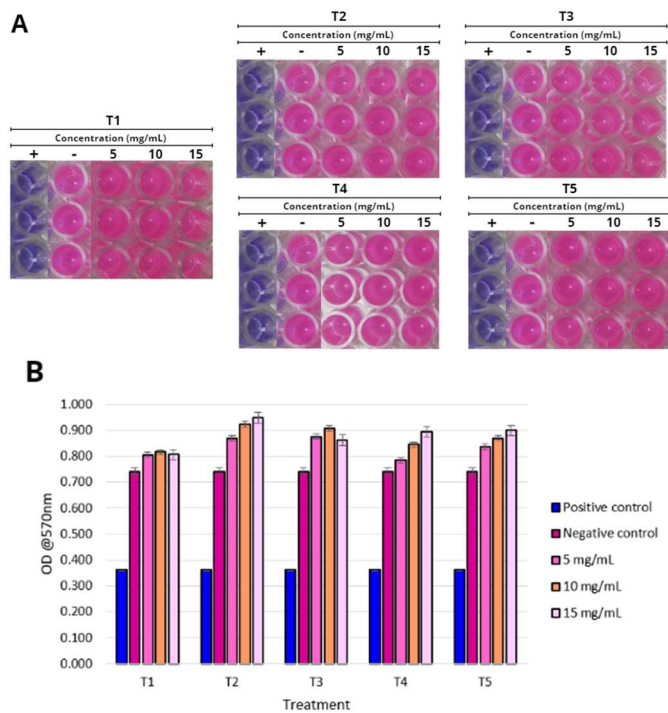 A
T1
Concentration (mg/mL)
+ - 5 10 15
T2
Concentration (mg/mL)
+ - 5 10 15
T3
Concentration (mg/mL)
+ - 5 10 15
T4
Concentration (mg/mL)
+ - 5 10 15
T5
Concentration (mg/mL)
+ - 5 10 15
B
OD @570nm
1.000
0.900
0.800
0.700
0.600
0.500
0.400
0.300
0.200
0.100
0.000
T1 T2 T3 T4 T5
Treatment
Positive control
Negative control
5 mg/mL
10 mg/mL
15 mg/mL